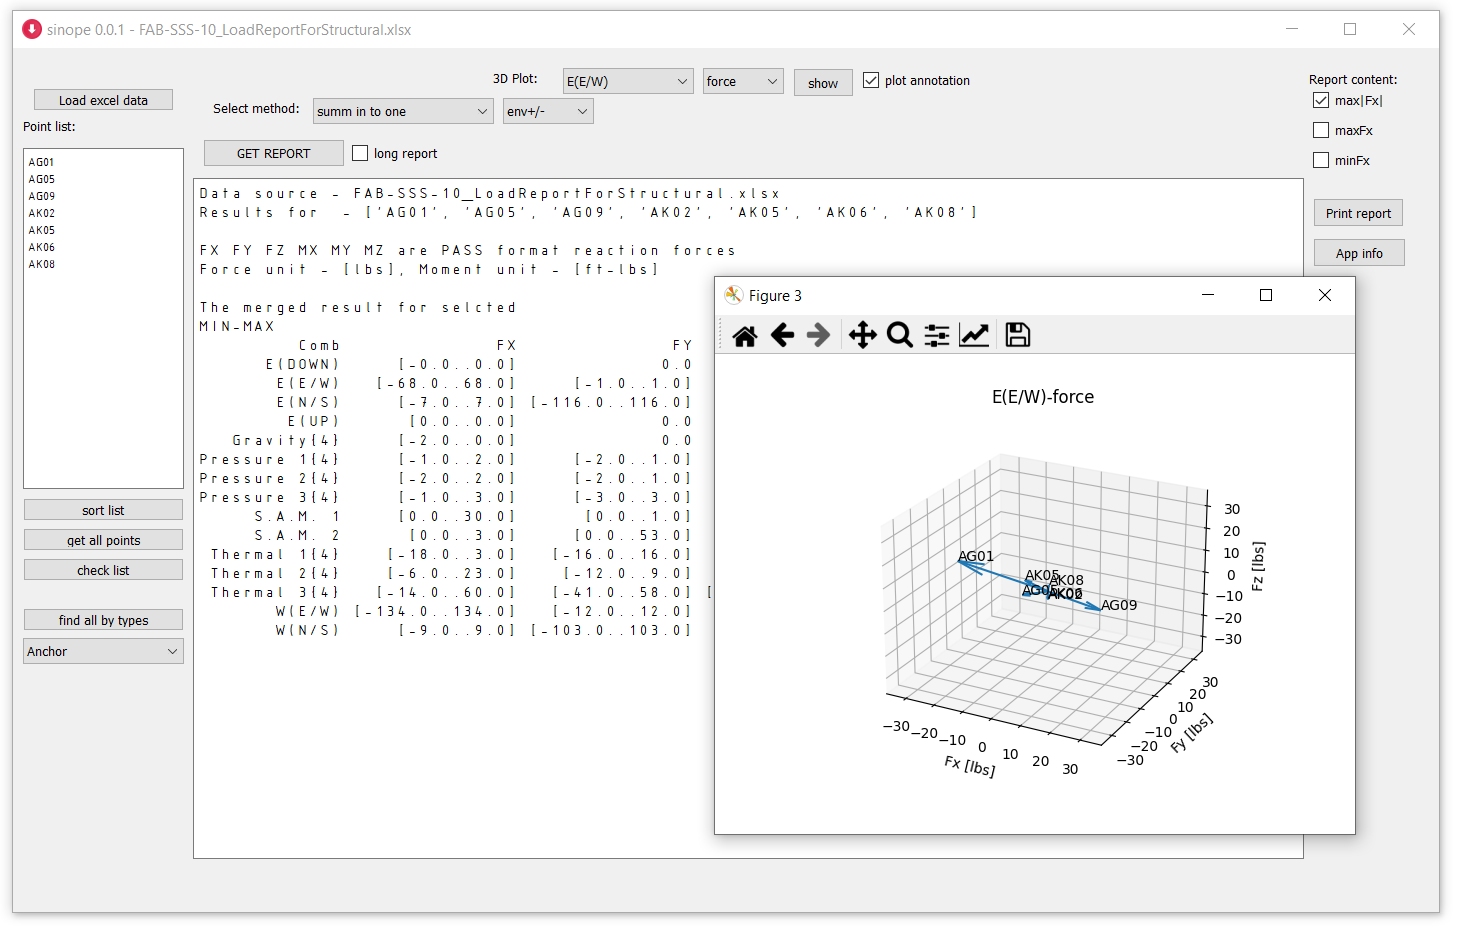 sinope 0.0.1 - FAB-SSS-10_LoadReportForStructural.xlsx
3D Plot: E(E/W) force show plot annotation
Report content:
Load excel data
Select method: summ in to one env+/-
max|Fx|
Point list:
maxFx
GET REPORT long report
minFx
AG01
AG05
AG09
AK02
AK05
AK06
AK08
sort list
get all points
check list
find all by types
Anchor
Print report
App info
Data source - FAB-SSS-10_LoadReportForStructural.xlsx
Results for - ['AG01', 'AG05', 'AG09', 'AK02', 'AK05', 'AK06', 'AK08']
FX FY FZ MX MY MZ are PASS format reaction forces
Force unit - [lbs], Moment unit - [ft-lbs]
The merged result for selcted
MIN-MAX
Comb FX FY
E(DOWN) [-0.0..0.0] 0.0
E(E/W) [-68.0..68.0] [-1.0..1.0]
E(N/S) [-7.0..7.0] [-116.0..116.0]
E(UP) [0.0..0.0] 0.0
Gravity{4} [-2.0..0.0] 0.0
Pressure 1{4} [-1.0..2.0] [-2.0..1.0]
Pressure 2{4} [-2.0..2.0] [-2.0..1.0]
Pressure 3{4} [-1.0..3.0] [-3.0..3.0]
S.A.M. 1 [0.0..30.0] [0.0..1.0]
S.A.M. 2 [0.0..3.0] [0.0..53.0]
Thermal 1{4} [-18.0..3.0] [-16.0..16.0]
Thermal 2{4} [-6.0..23.0] [-12.0..9.0]
Thermal 3{4} [-14.0..60.0] [-41.0..58.0] [
W(E/W) [-134.0..134.0] [-12.0..12.0]
W(N/S) [-9.0..9.0] [-103.0..103.0]
Figure 3
E(E/W)-force
AG01
AK05
AK08
AG05
AK02
AG09
30
20
10
0
−10
−20
−30
Fz [lbs]
30
20
10
0
−10
−20
−30
Fy [lbs]
−30
−20
−10
0
10
20
30
Fx [lbs]